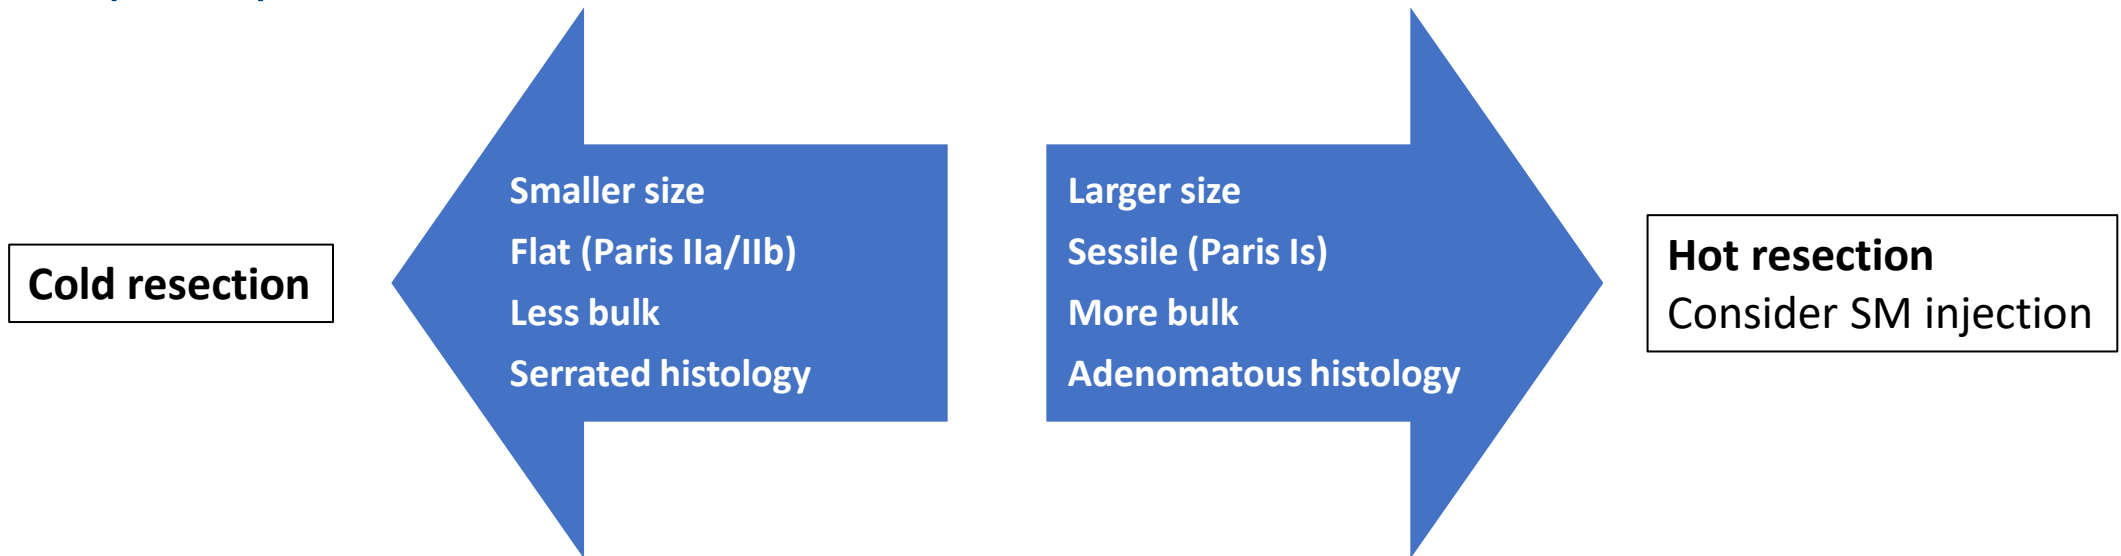 Cold resection
Smaller size
Flat (Paris IIa/IIb)
Less bulk
Serrated histology
Larger size
Sessile (Paris Is)
More bulk
Adenomatous histology
Hot resection
Consider SM injection